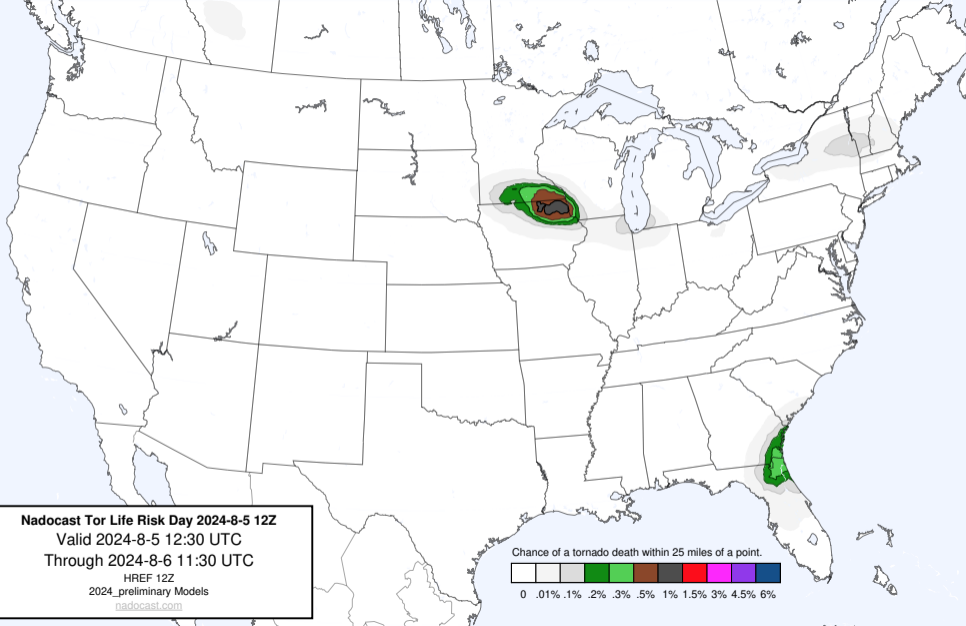 Nadocast Tor Life Risk Day 2024-8-5 12Z
Valid 2024-8-5 12:30 UTC
Through 2024-8-6 11:30 UTC
HREF 12Z
2024_preliminary Models
nadocast.com
Chance of a tornado death within 25 miles of a point.
0 .01% .1% .2% .3% .5% 1% 1.5% 3% 4.5% 6%